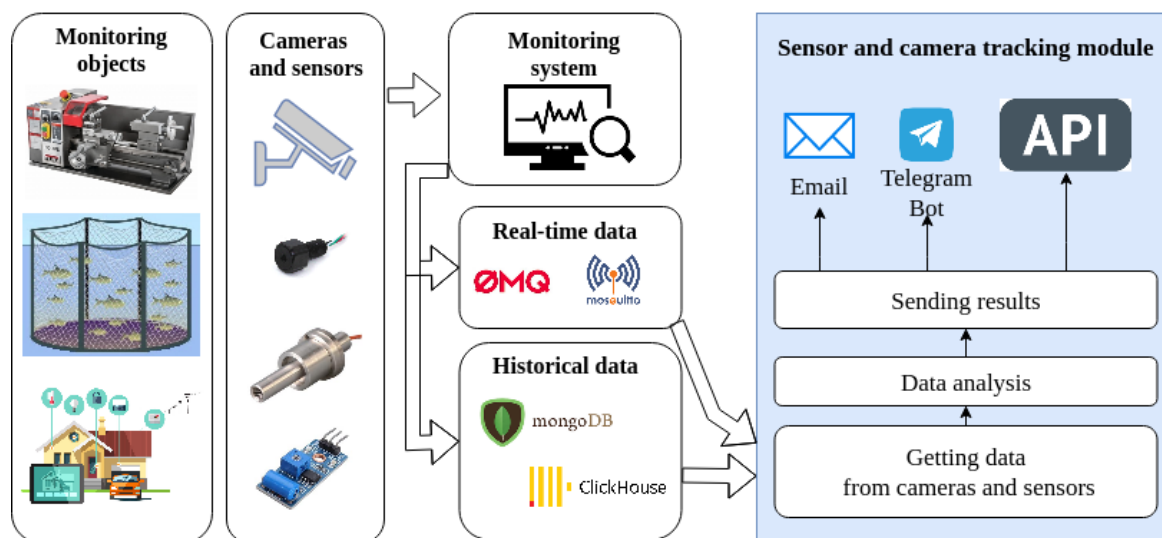 Monitoring
objects
Cameras
and sensors
Monitoring
system
Real-time data
ØMQ
mosquitto
Historical data
mongoDB
ClickHouse
Sensor and camera tracking module
Email
Telegram
Bot
API
Sending results
Data analysis
Getting data
from cameras and sensors